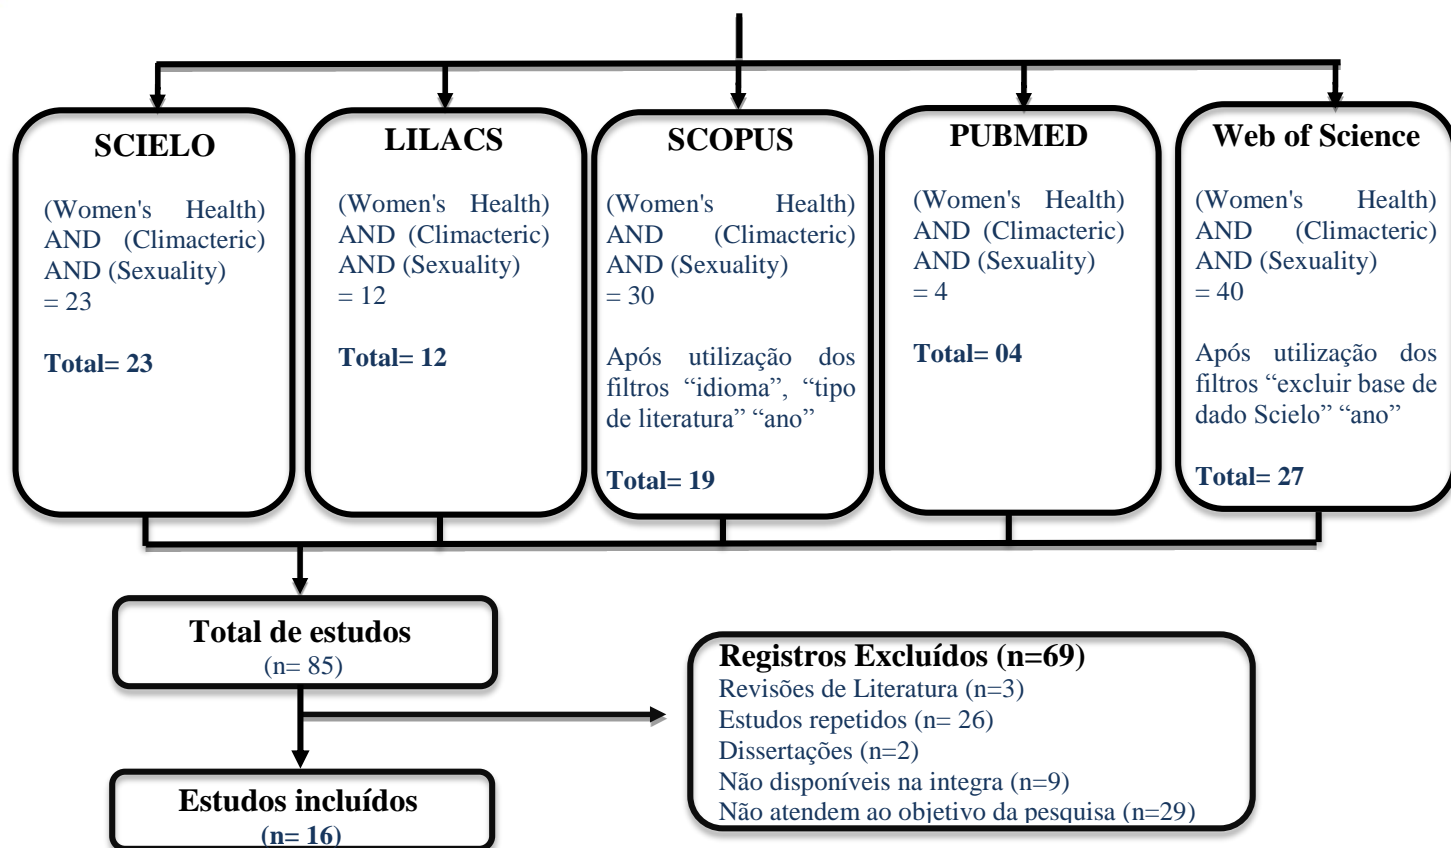 SCIELO
(Women's Health)
AND (Climacteric)
AND (Sexuality)
= 23
Total= 23
LILACS
(Women's Health)
AND (Climacteric)
AND (Sexuality)
= 12
Total= 12
SCOPUS
(Women's Health)
AND (Climacteric)
AND (Sexuality)
= 30
Após utilização dos
filtros “idioma”, “tipo
de literatura” “ano”
Total= 19
PUBMED
(Women's Health)
AND (Climacteric)
AND (Sexuality)
= 4
Total= 04
Web of Science
(Women's Health)
AND (Climacteric)
AND (Sexuality)
= 40
Após utilização dos
filtros “excluir base de
dado Scielo” “ano”
Total= 27
Total de estudos
(n= 85)
Registros Excluídos (n=69)
Revisões de Literatura (n=3)
Estudos repetidos (n= 26)
Dissertações (n=2)
Não disponíveis na integra (n=9)
Não atendem ao objetivo da pesquisa (n=29)
Estudos incluídos
(n= 16)